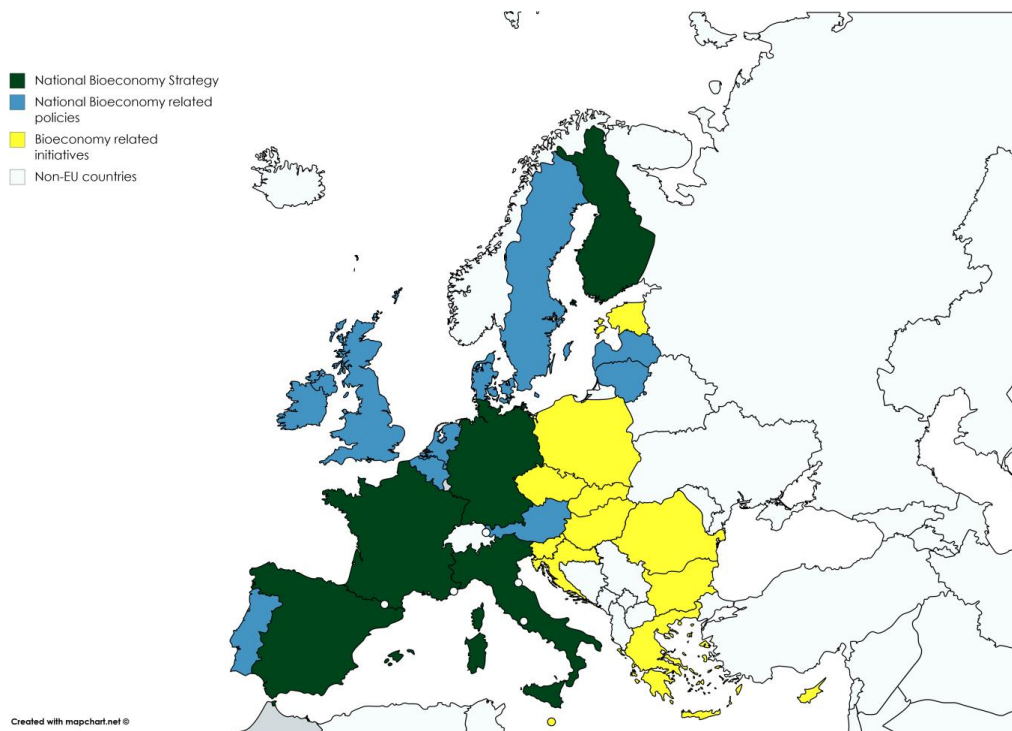 National Bioeconomy Strategy
National Bioeconomy related
policies
Bioeconomy related
initiatives
Non-EU countries
Created with mapchart.net ©